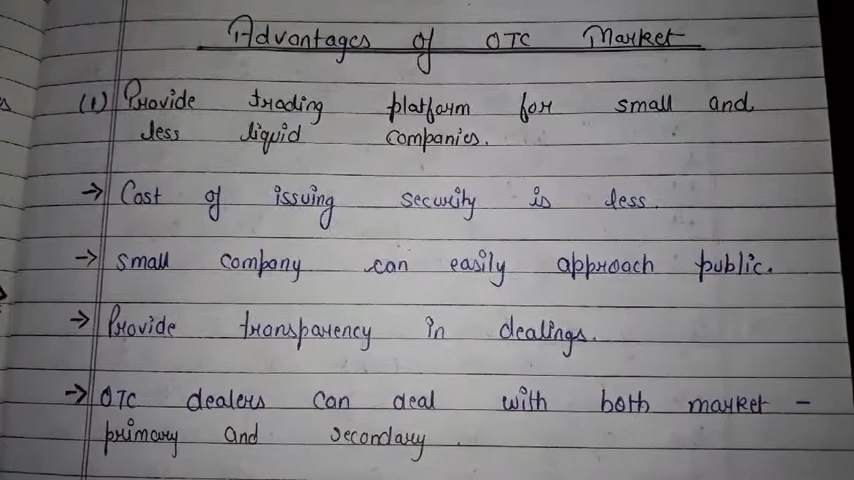 Advantages of OTC Market
(1) Provide trading platform for small and
less liquid companies.
→ Cost of issuing security is less.
→ Small company can easily approach public.
→ Provide transparency in dealings.
→ OTC dealers can deal with both market -
primary and secondary.